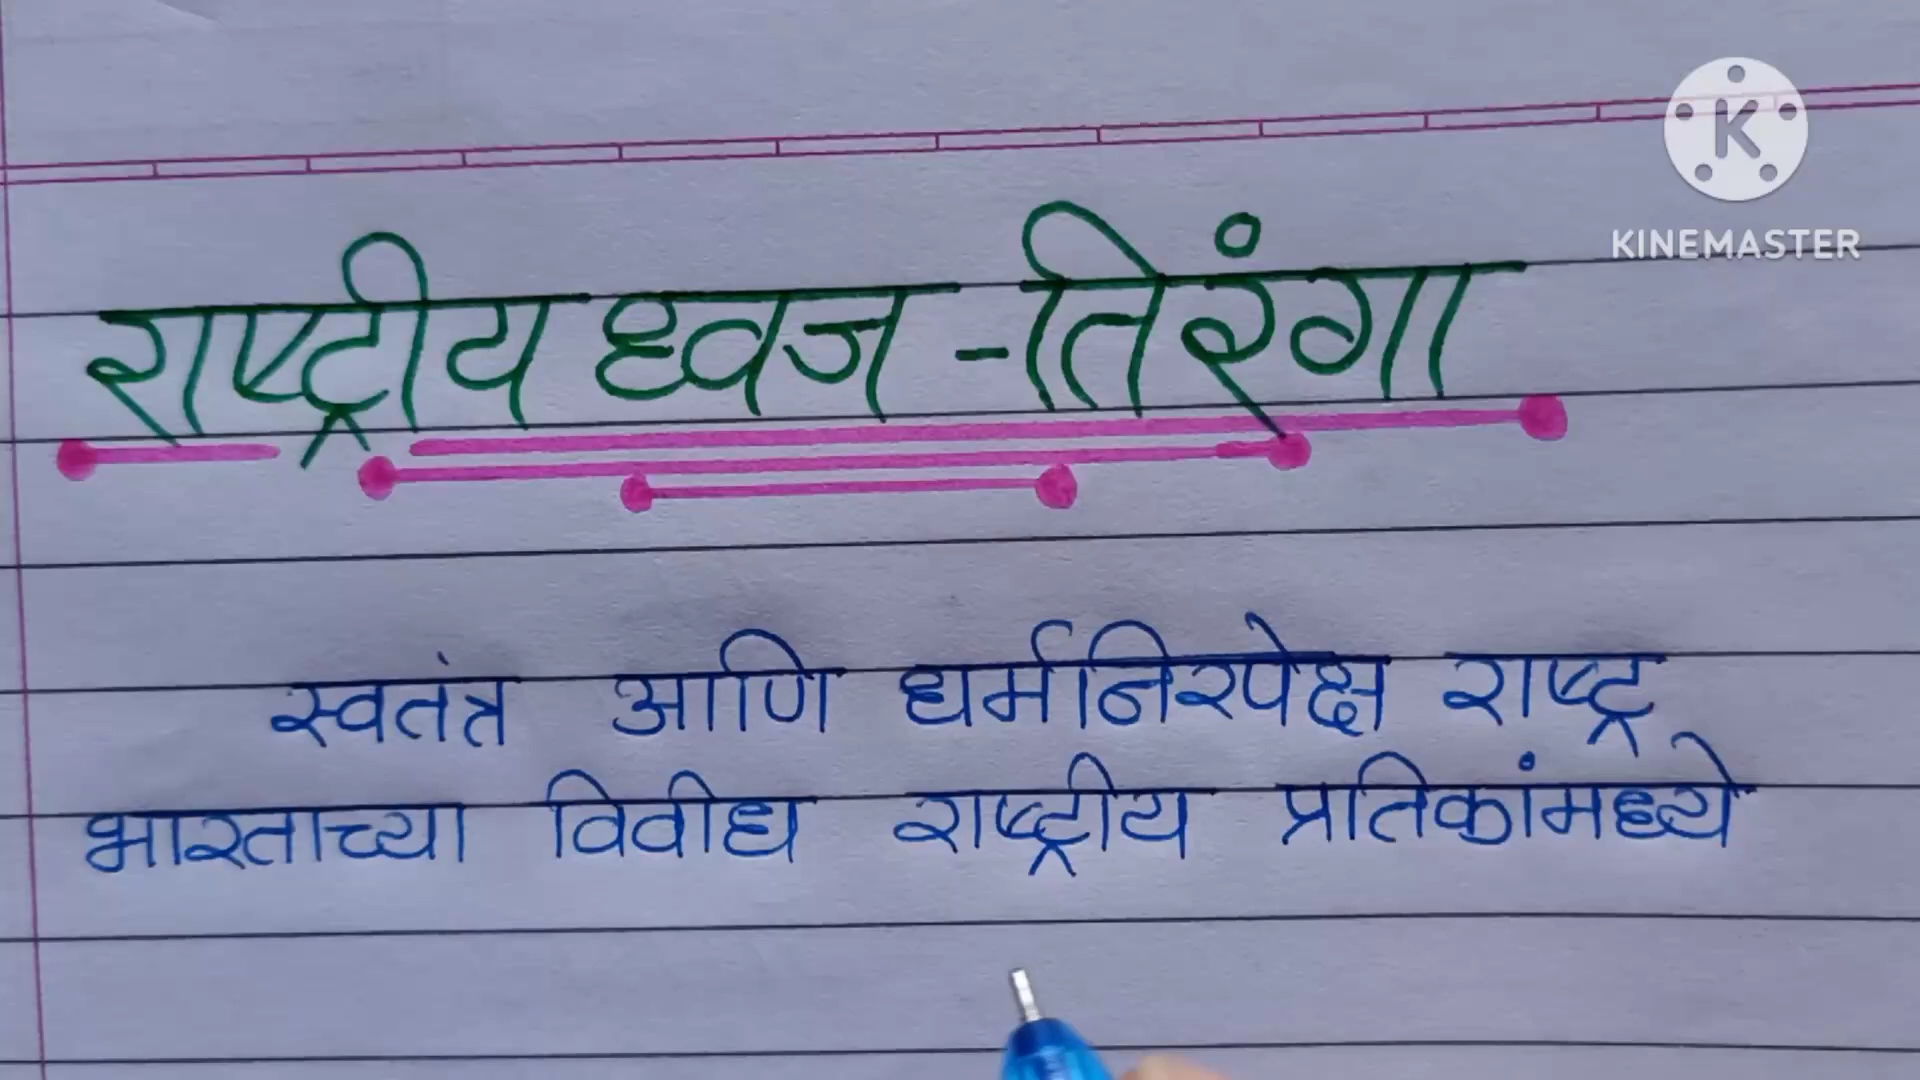 राष्ट्रीय ध्वज -तिरंगा
स्वतंत्र आणि धर्मनिरपेक्ष राष्ट्र
भारताच्या विवीध राष्ट्रीय प्रतिकांमध्ये
K
KINEMASTER